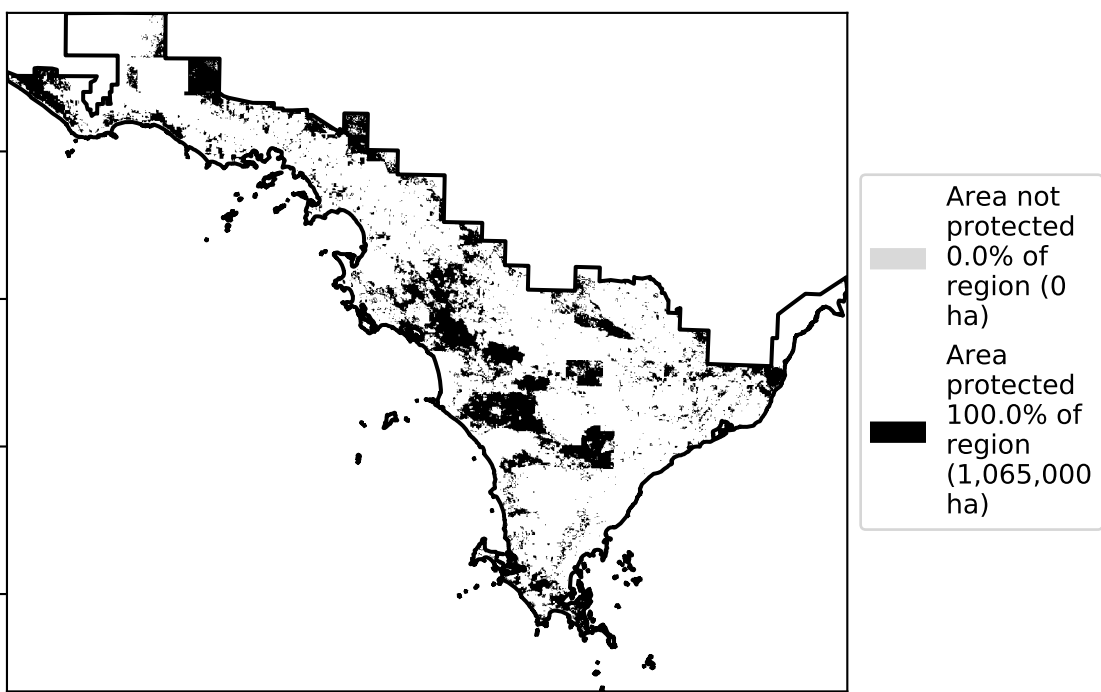 Area not
protected
0.0% of
region (0
ha)
Area
protected
100.0% of
region
(1,065,000
ha)